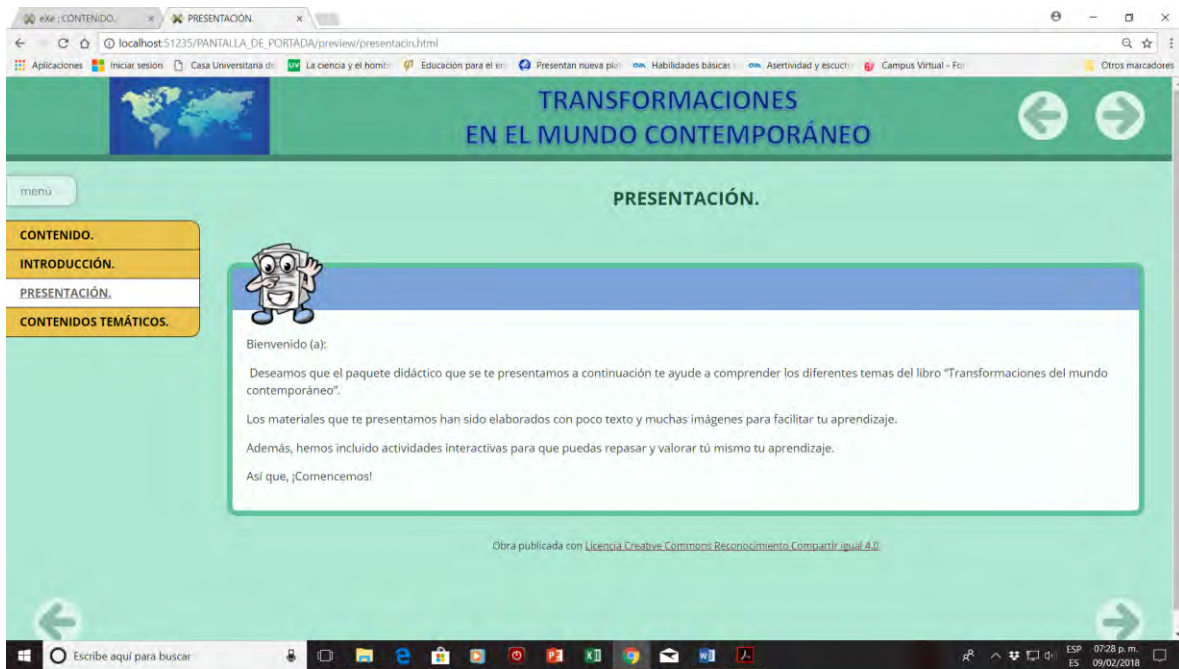 eXe : CONTENIDO.
PRESENTACIÓN.
localhost:51235/PANTALLA_DE_PORTADA/preview/presentacin.html
Aplicaciones Iniciar sesión Casa Universitaria de La ciencia y el homb Educación para el en Presentan nueva pla Habilidades básicas Asertividad y escuch Campus Virtual - For Otros marcadores
TRANSFORMACIONES
EN EL MUNDO CONTEMPORÁNEO
menú
CONTENIDO.
INTRODUCCIÓN.
PRESENTACIÓN.
CONTENIDOS TEMÁTICOS.
PRESENTACIÓN.
Bienvenido (a):
Deseamos que el paquete didáctico que se te presentamos a continuación te ayude a comprender los diferentes temas del libro “Transformaciones del mundo
contemporáneo”.
Los materiales que te presentamos han sido elaborados con poco texto y muchas imágenes para facilitar tu aprendizaje.
Además, hemos incluido actividades interactivas para que puedas repasar y valorar tú mismo tu aprendizaje.
Así que, ¡Comencemos!
Obra publicada con Licencia Creative Commons Reconocimiento Compartir igual 4.0
Escribe aquí para buscar
ESP 07:28 p. m.
ES 09/02/2018